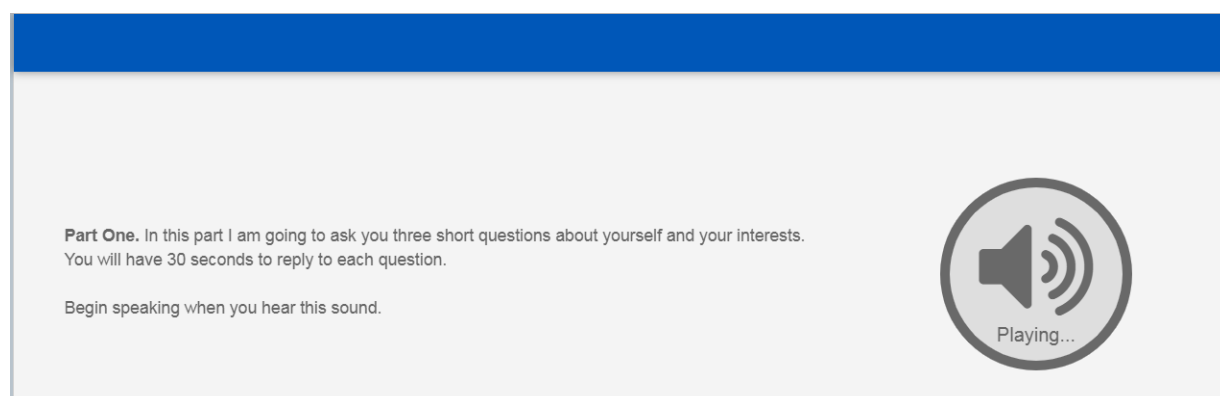 Part One. In this part I am going to ask you three short questions about yourself and your interests.
You will have 30 seconds to reply to each question.
Begin speaking when you hear this sound.
Playing...